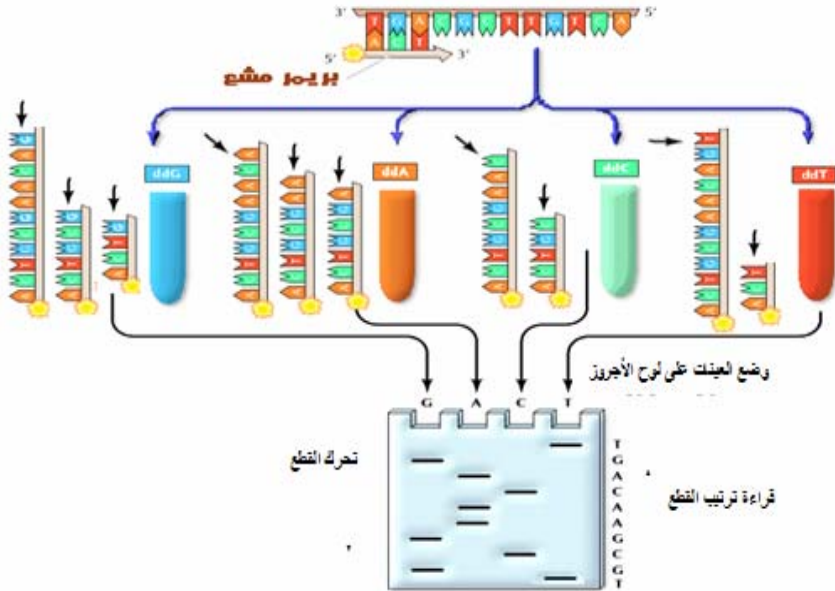 3'
T G A C G C T T G T C A
5'
A C T
5'
3'
بريمر مشع
ddG
ddA
ddC
ddT
وضع العينات على لوح الأجروز
G A C T
تحرك القطع
قراءة ترتيب القطع
T
G
A
C
A
A
G
C
G
T